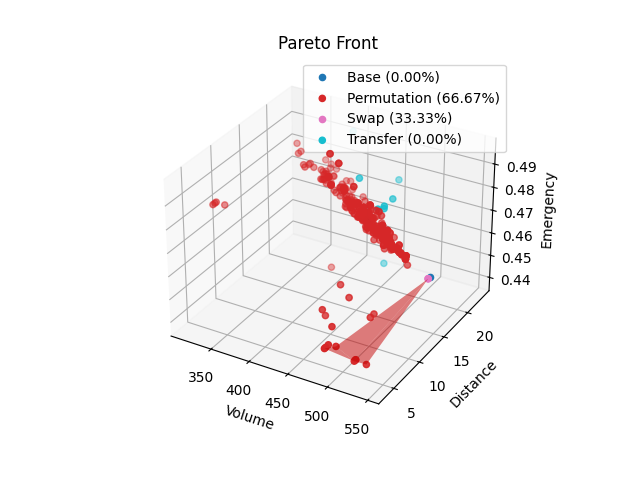 Pareto Front
Base (0.00%)
Permutation (66.67%)
Swap (33.33%)
Transfer (0.00%)
0.49
0.48
0.47
0.46
0.45
0.44
Emergency
20
15
10
5
Distance
350
400
450
500
550
Volume